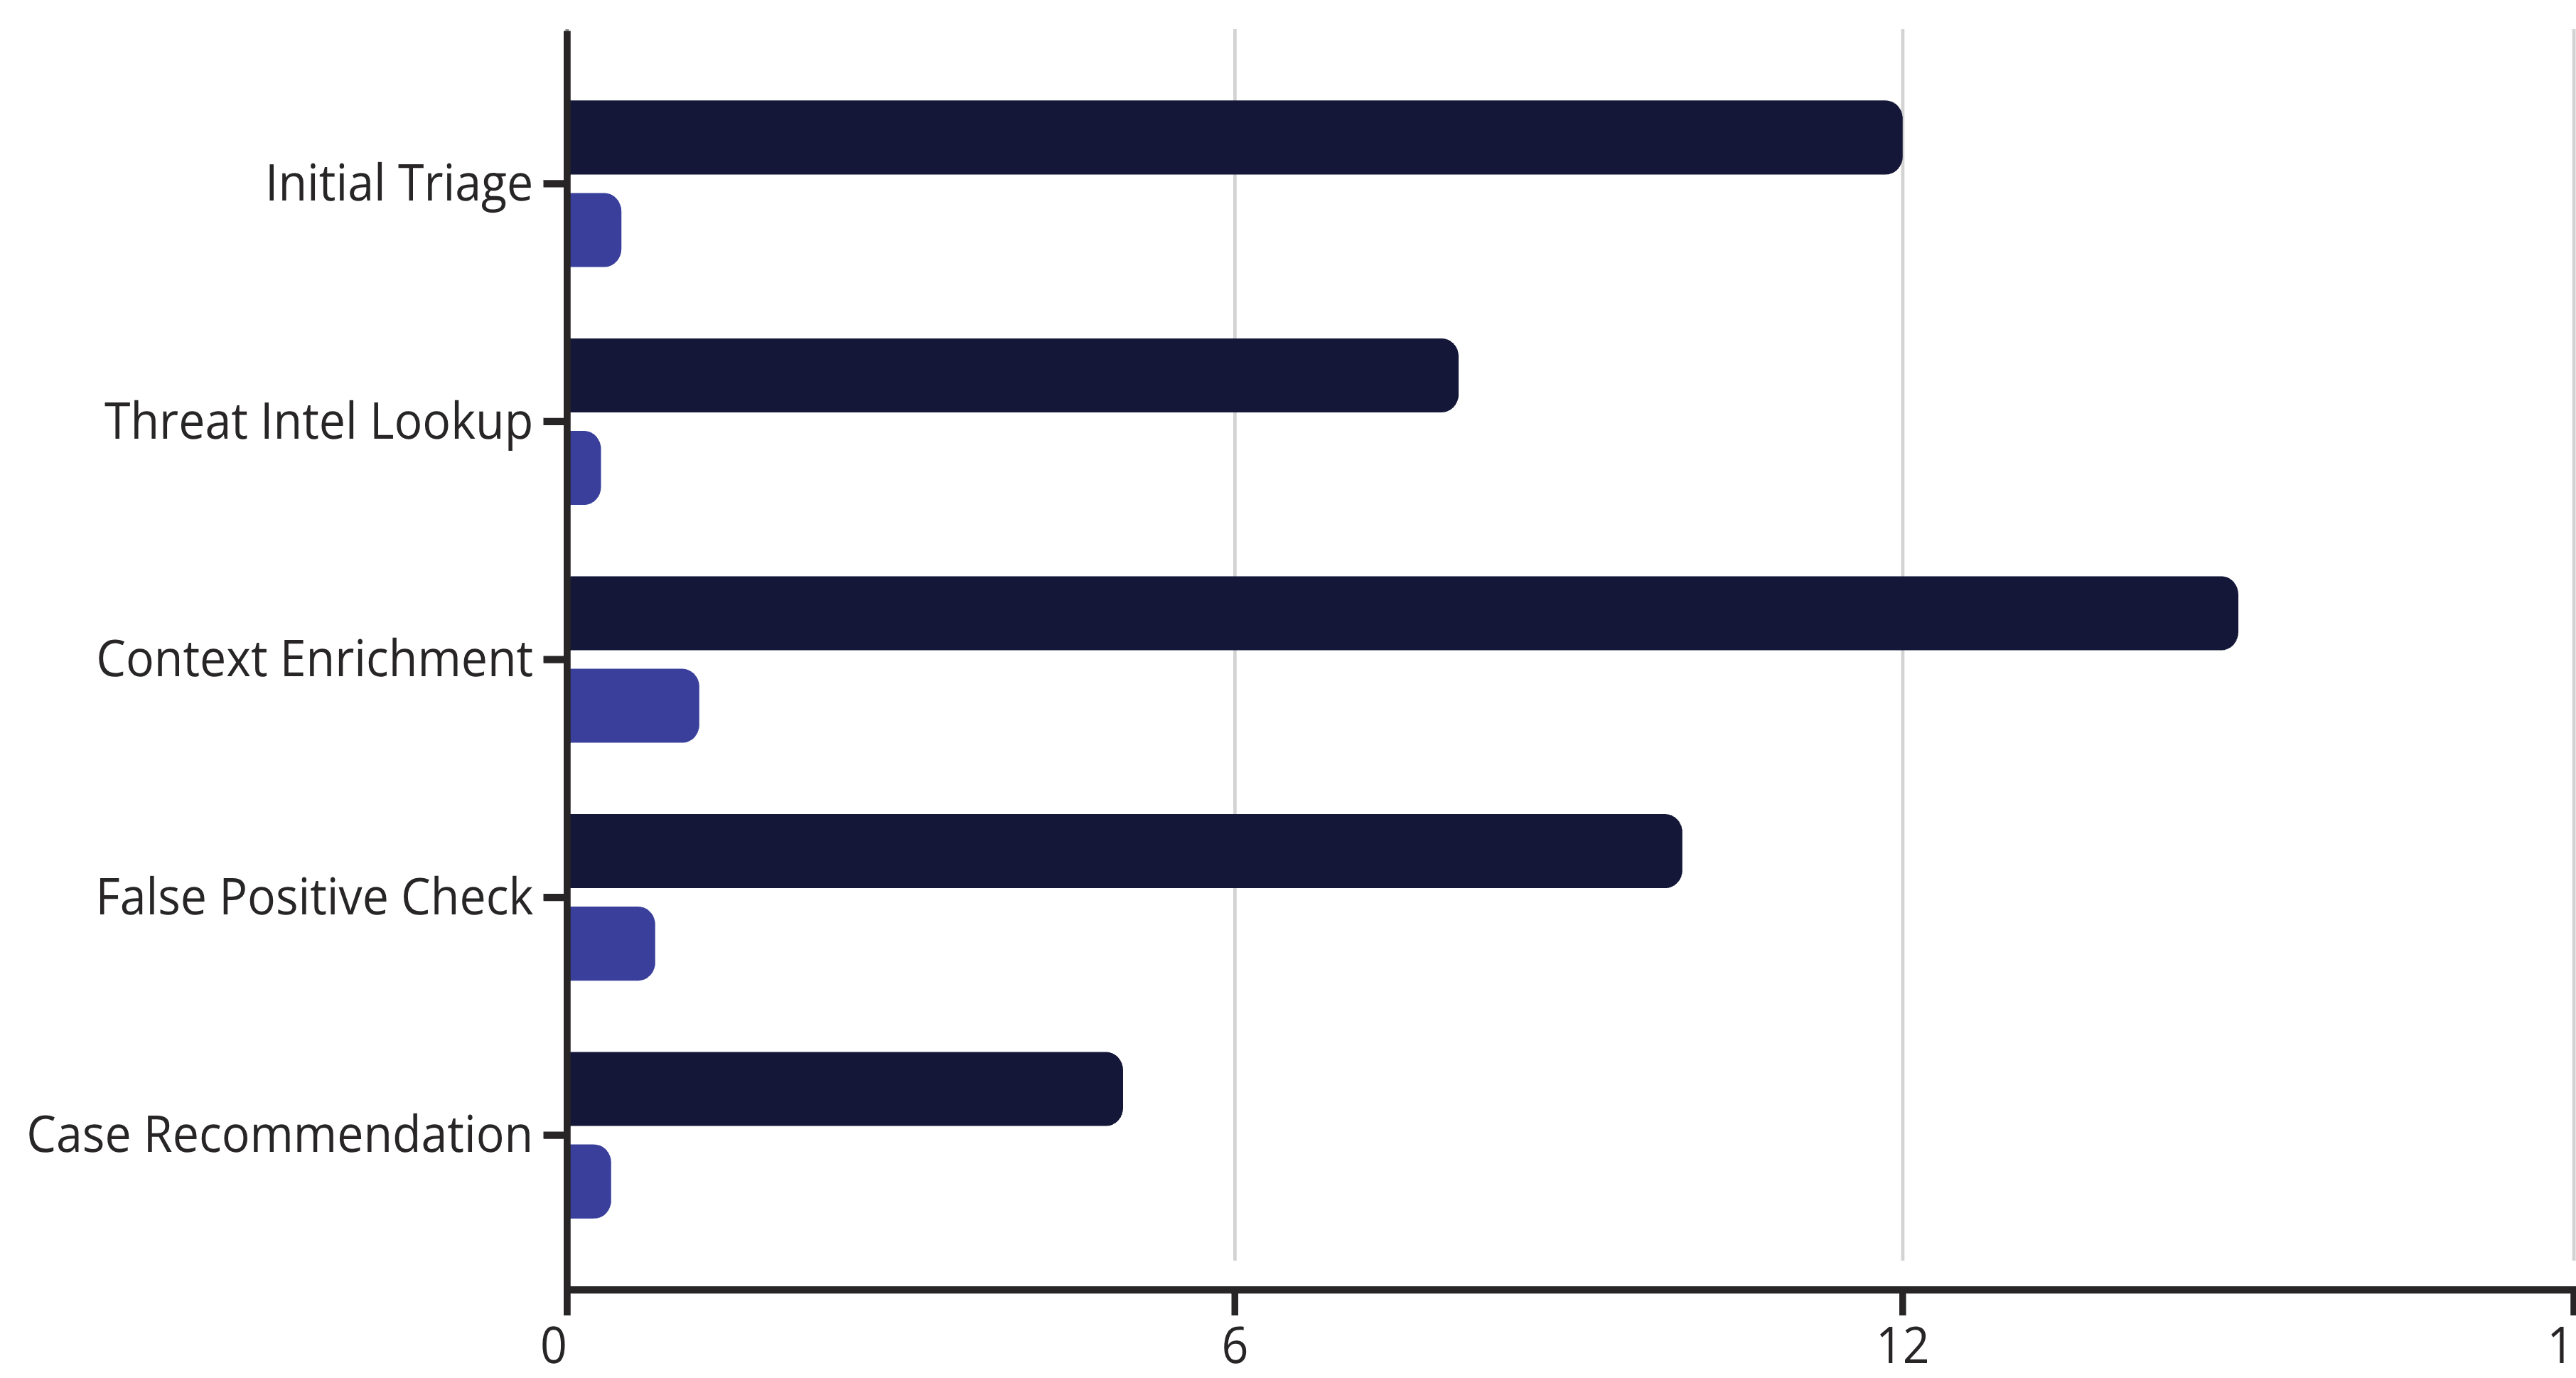 Initial Triage
Threat Intel Lookup
Context Enrichment
False Positive Check
Case Recommendation
0 6 12